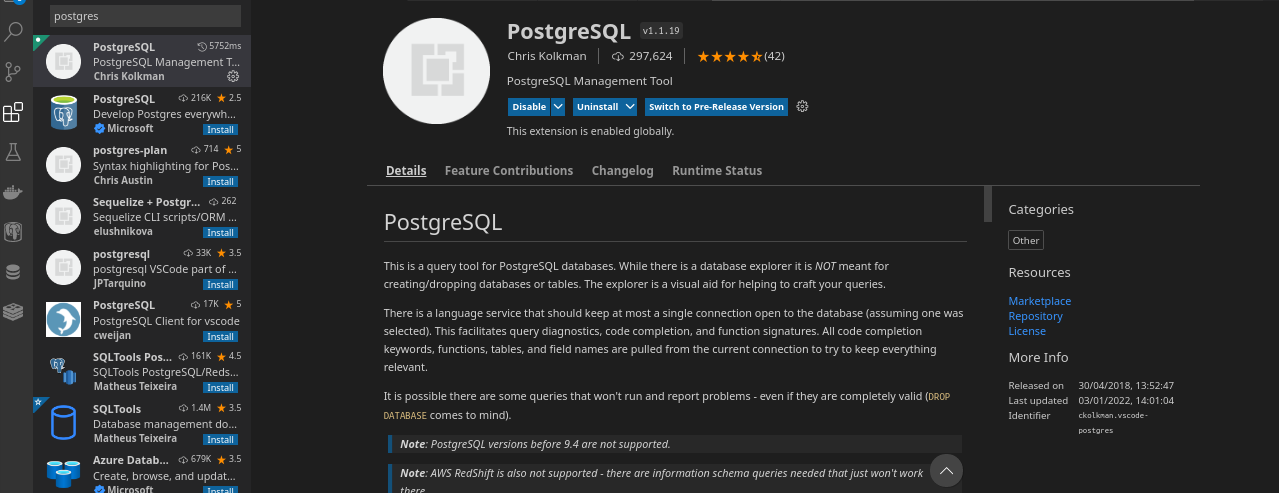 postgres
PostgreSQL 5752ms
PostgreSQL Management T...
Chris Kolkman
PostgreSQL 216K ★ 2.5
Develop Postgres everywh...
Microsoft Install
postgres-plan 714 ★ 5
Syntax highlighting for Pos...
Chris Austin Install
Sequelize + Postgr... 262
Sequelize CLI scripts/ORM ...
elushnikova Install
postgresql 33K ★ 3.5
postgresql VSCode part of ...
JPTarquino Install
PostgreSQL 17K ★ 5
PostgreSQL Client for vscode
cweijan Install
SQLTools Pos... 161K ★ 4.5
SQLTools PostgreSQL/Reds...
Matheus Teixeira Install
SQLTools 1.4M ★ 3.5
Database management do...
Matheus Teixeira Install
Azure Datab... 679K ★ 3.5
Create, browse, and updat...
Microsoft Install
PostgreSQL v1.1.19
Chris Kolkman 297,624 (42)
PostgreSQL Management Tool
Disable Uninstall Switch to Pre-Release Version
This extension is enabled globally.
Details Feature Contributions Changelog Runtime Status
PostgreSQL
This is a query tool for PostgreSQL databases. While there is a database explorer it is NOT meant for
creating/dropping databases or tables. The explorer is a visual aid for helping to craft your queries.
There is a language service that should keep at most a single connection open to the database (assuming one was
selected). This facilitates query diagnostics, code completion, and function signatures. All code completion
keywords, functions, tables, and field names are pulled from the current connection to try to keep everything
relevant.
It is possible there are some queries that won't run and report problems - even if they are completely valid (DROP
DATABASE comes to mind).
Note: PostgreSQL versions before 9.4 are not supported.
Note: AWS RedShift is also not supported - there are information schema queries needed that just won't work
there.
Categories
Other
Resources
Marketplace
Repository
License
More Info
Released on 30/04/2018, 13:52:47
Last updated 03/01/2022, 14:01:04
Identifier ckolkman.vscode-
postgres